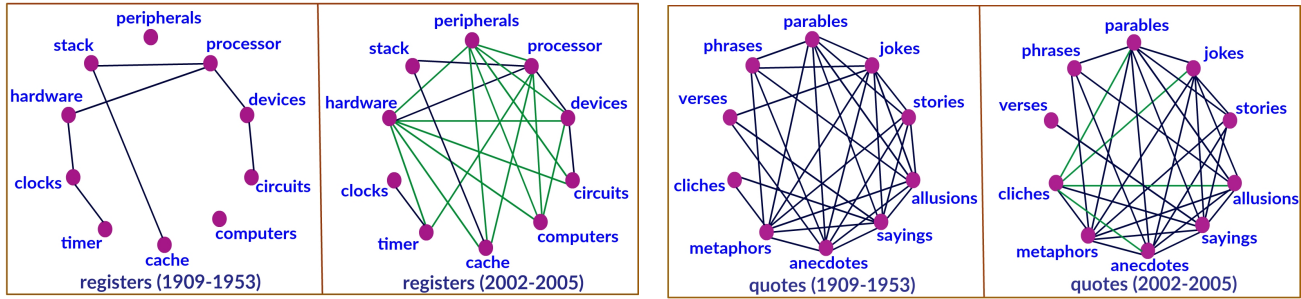 peripherals
stack
processor
hardware
devices
clocks
circuits
timer
computers
cache
registers (1909-1953)
peripherals
stack
processor
hardware
devices
clocks
circuits
timer
computers
cache
registers (2002-2005)
parables
phrases
jokes
verses
stories
cliches
allusions
metaphors
sayings
anecdotes
quotes (1909-1953)
parables
phrases
jokes
verses
stories
cliches
allusions
metaphors
sayings
anecdotes
quotes (2002-2005)